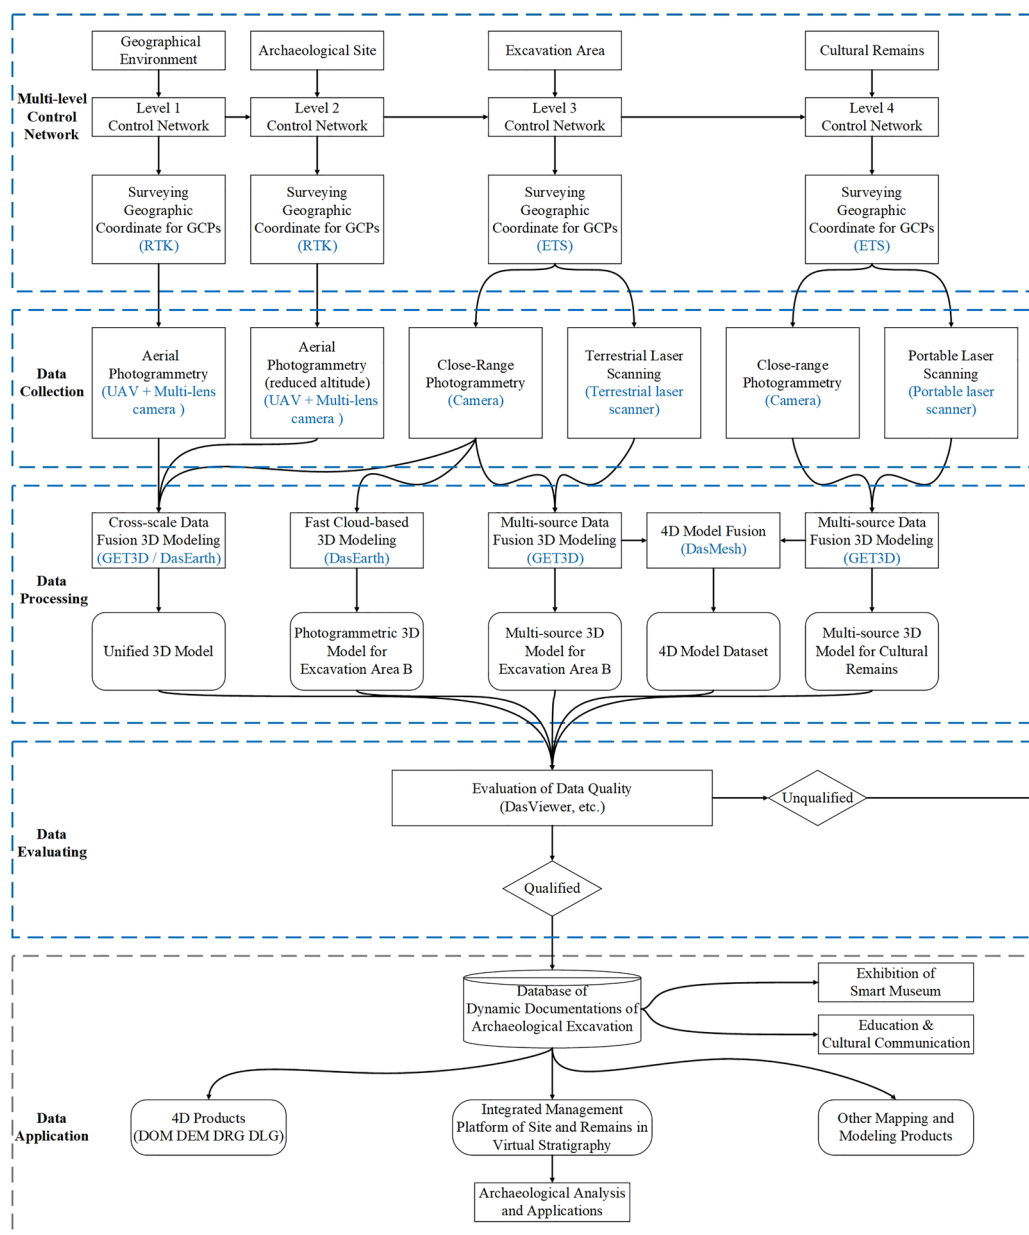 Geographical
Environment
Archaeological Site
Excavation Area
Cultural Remains
Multi-level
Control
Network
Level 1
Control Network
Level 2
Control Network
Level 3
Control Network
Level 4
Control Network
Surveying
Geographic
Coordinate for GCPs
(RTK)
Surveying
Geographic
Coordinate for GCPs
(RTK)
Surveying
Geographic
Coordinate for GCPs
(ETS)
Surveying
Geographic
Coordinate for GCPs
(ETS)
Data
Collection
Aerial
Photogrammetry
(UAV + Multi-lens
camera )
Aerial
Photogrammetry
(reduced altitude)
(UAV + Multi-lens
camera )
Close-Range
Photogrammetry
(Camera)
Terrestrial Laser
Scanning
(Terrestrial laser
scanner)
Close-range
Photogrammetry
(Camera)
Portable Laser
Scanning
(Portable laser
scanner)
Data
Processing
Cross-scale Data
Fusion 3D Modeling
(GET3D / DasEarth)
Fast Cloud-based
3D Modeling
(DasEarth)
Multi-source Data
Fusion 3D Modeling
(GET3D)
4D Model Fusion
(DasMesh)
Multi-source Data
Fusion 3D Modeling
(GET3D)
Unified 3D Model
Photogrammetric 3D
Model for
Excavation Area B
Multi-source 3D
Model for
Excavation Area B
4D Model Dataset
Multi-source 3D
Model for Cultural
Remains
Data
Evaluating
Evaluation of Data Quality
(DasViewer, etc.)
Unqualified
Qualified
Data
Application
Database of
Dynamic Documentations of
Archaeological Excavation
Exhibition of
Smart Museum
Education &
Cultural Communication
4D Products
(DOM DEM DRG DLG)
Integrated Management
Platform of Site and Remains in
Virtual Stratigraphy
Other Mapping and
Modeling Products
Archaeological Analysis
and Applications